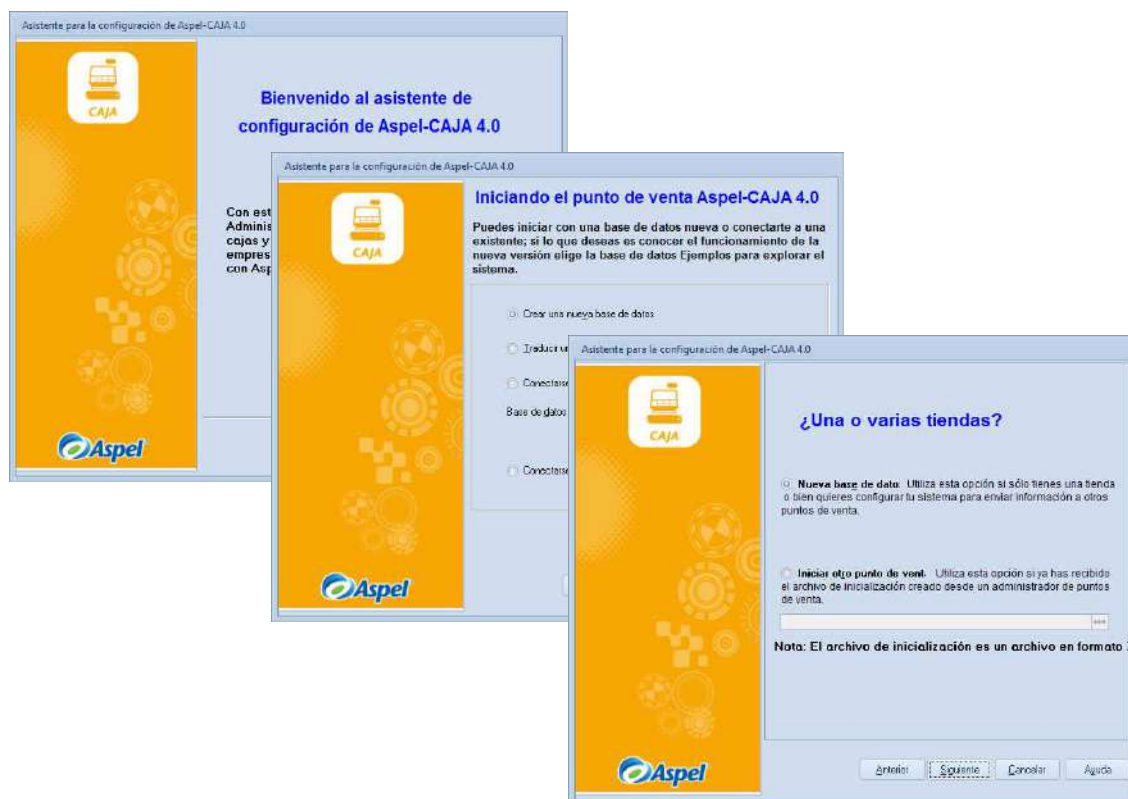 Asistente para la configuración de Aspel-CAJA 4.0
CAJA
Bienvenido al asistente de
configuración de Aspel-CAJA 4.0
Con est
Adminis
cajas y
empres
con Asp
Aspel
Asistente para la configuración de Aspel-CAJA 4.0
CAJA
Iniciando el punto de venta Aspel-CAJA 4.0
Puedes iniciar con una base de datos nueva o conectarte a una
existente; si lo que deseas es conocer el funcionamiento de la
nueva versión elige la base de datos Ejemplos para explorar el
sistema.
Crear una nueva base de datos
Traducir un
Conectarse
Base de datos
Conectarse
Aspel
Asistente para la configuración de Aspel-CAJA 4.0
CAJA
¿Una o varias tiendas?
Nueva base de dato: Utiliza esta opción si sólo tienes una tienda
o bien quieres configurar tu sistema para enviar información a otros
puntos de venta.
Iniciar otro punto de vent. Utiliza esta opción si ya has recibido
el archivo de inicialización creado desde un administrador de puntos
de venta.
Nota: El archivo de inicialización es un archivo en formato
Aspel
Anterior Siguiente Cancelar Ayuda